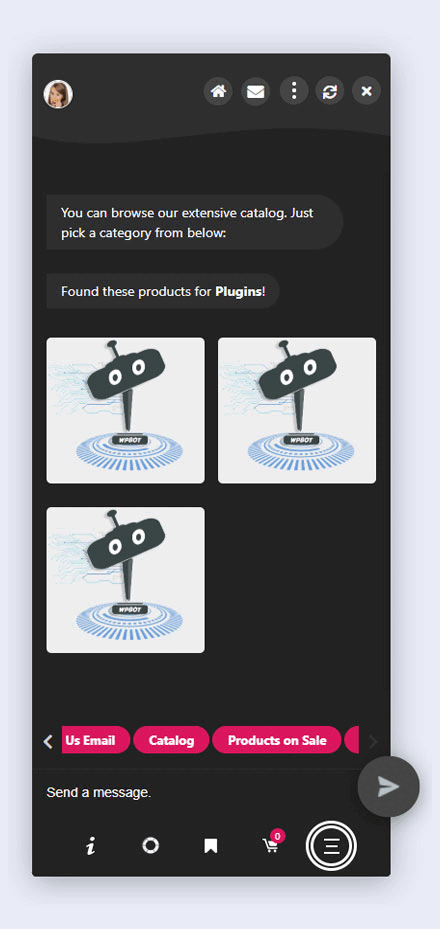 You can browse our extensive catalog. Just
pick a category from below:
Found these products for Plugins!
WPBOT
WPBOT
WPBOT
Us Email
Catalog
Products on Sale
Send a message.
i
0